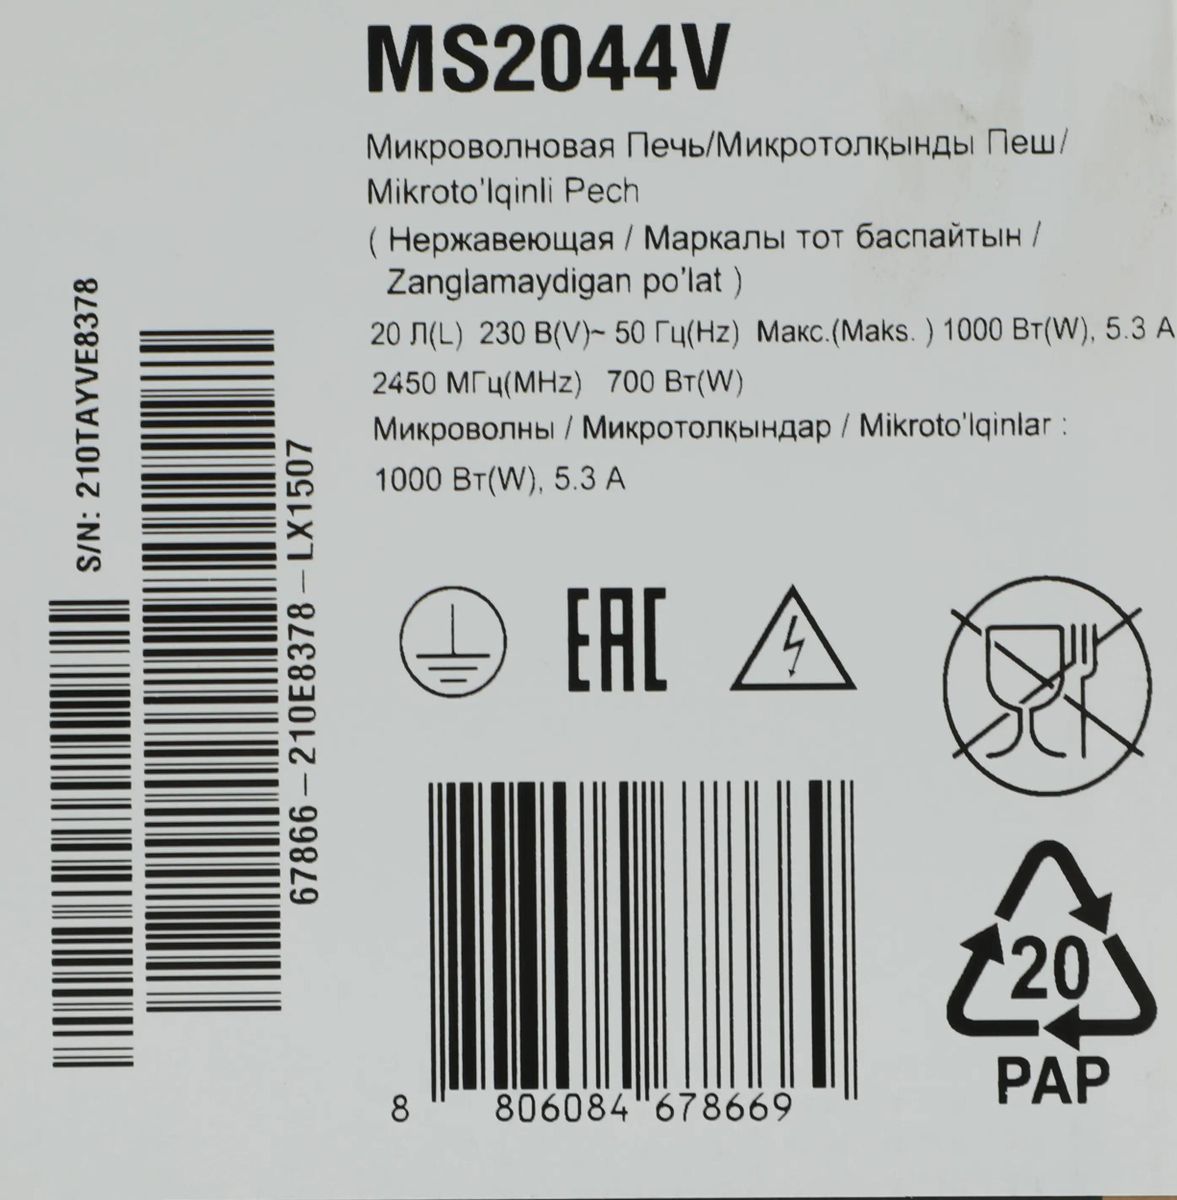 MS2044V
Микроволновая Печь/Микротолқынды Пеш/
Mikroto'lqinli Pech
( Нержавеющая / Маркалы тот баспайтын /
Zanglamaydigan po'lat )
20 Л(L) 230 В(V)~ 50 Гц(Hz) Макс.(Maks. ) 1000 Вт(W), 5.3 A
2450 МГц(MHz) 700 Вт(W)
Микроволны / Микротолқындар / Mikroto'lqinlar :
1000 Вт(W), 5.3 A
S/N: 210TAYVE8378
67866-210E8378-LX1507
EAC
20
PAP
8 806084 678669